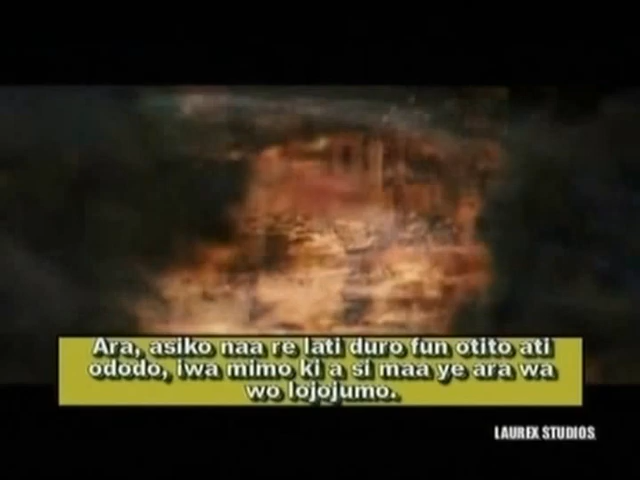 Ara, asiko naa re lati duro fun otito ati
ododo, iwa mimo ki a si maa ye ara wa
wo lojojumo.
LAUREX STUDIOS